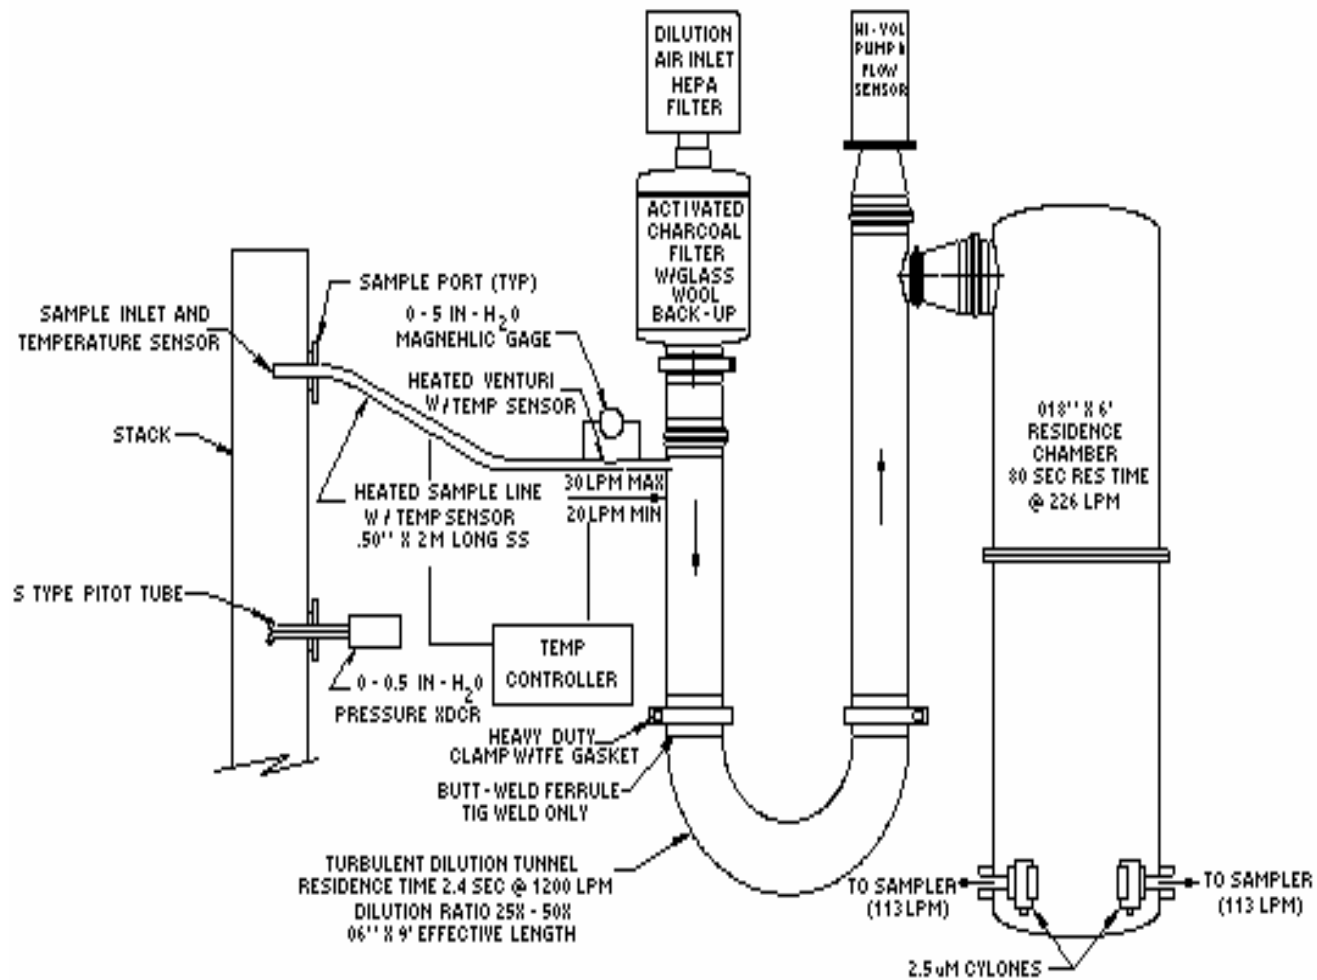 DILUTION
AIR INLET
HEPA
FILTER
HI-VOL
PUMP &
FLOW
SENSOR
ACTIVATED
CHARCOAL
FILTER
W/GLASS
WOOL
BACK-UP
SAMPLE PORT (TYP)
SAMPLE INLET AND
TEMPERATURE SENSOR
0-5 IN-H2O
MAGNEHLIC GAGE
HEATED VENTURI
W/TEMP SENSOR
STACK
018'' X 6'
RESIDENCE
CHAMBER
80 SEC RES TIME
@ 226 LPM
30 LPM MAX
20 LPM MIN
HEATED SAMPLE LINE
W/TEMP SENSOR
.50'' X 2M LONG SS
S TYPE PITOT TUBE
TEMP
CONTROLLER
0-0.5 IN-H2O
PRESSURE XDCR
HEAVY DUTY
CLAMP W/TFE GASKET
BUTT-WELD FERRULE
TIG WELD ONLY
TURBULENT DILUTION TUNNEL
RESIDENCE TIME 2.4 SEC @ 1200 LPM
DILUTION RATIO 25X - 50X
06'' X 9' EFFECTIVE LENGTH
TO SAMPLER
(113 LPM)
TO SAMPLER
(113 LPM)
2.5 uM CYLONES